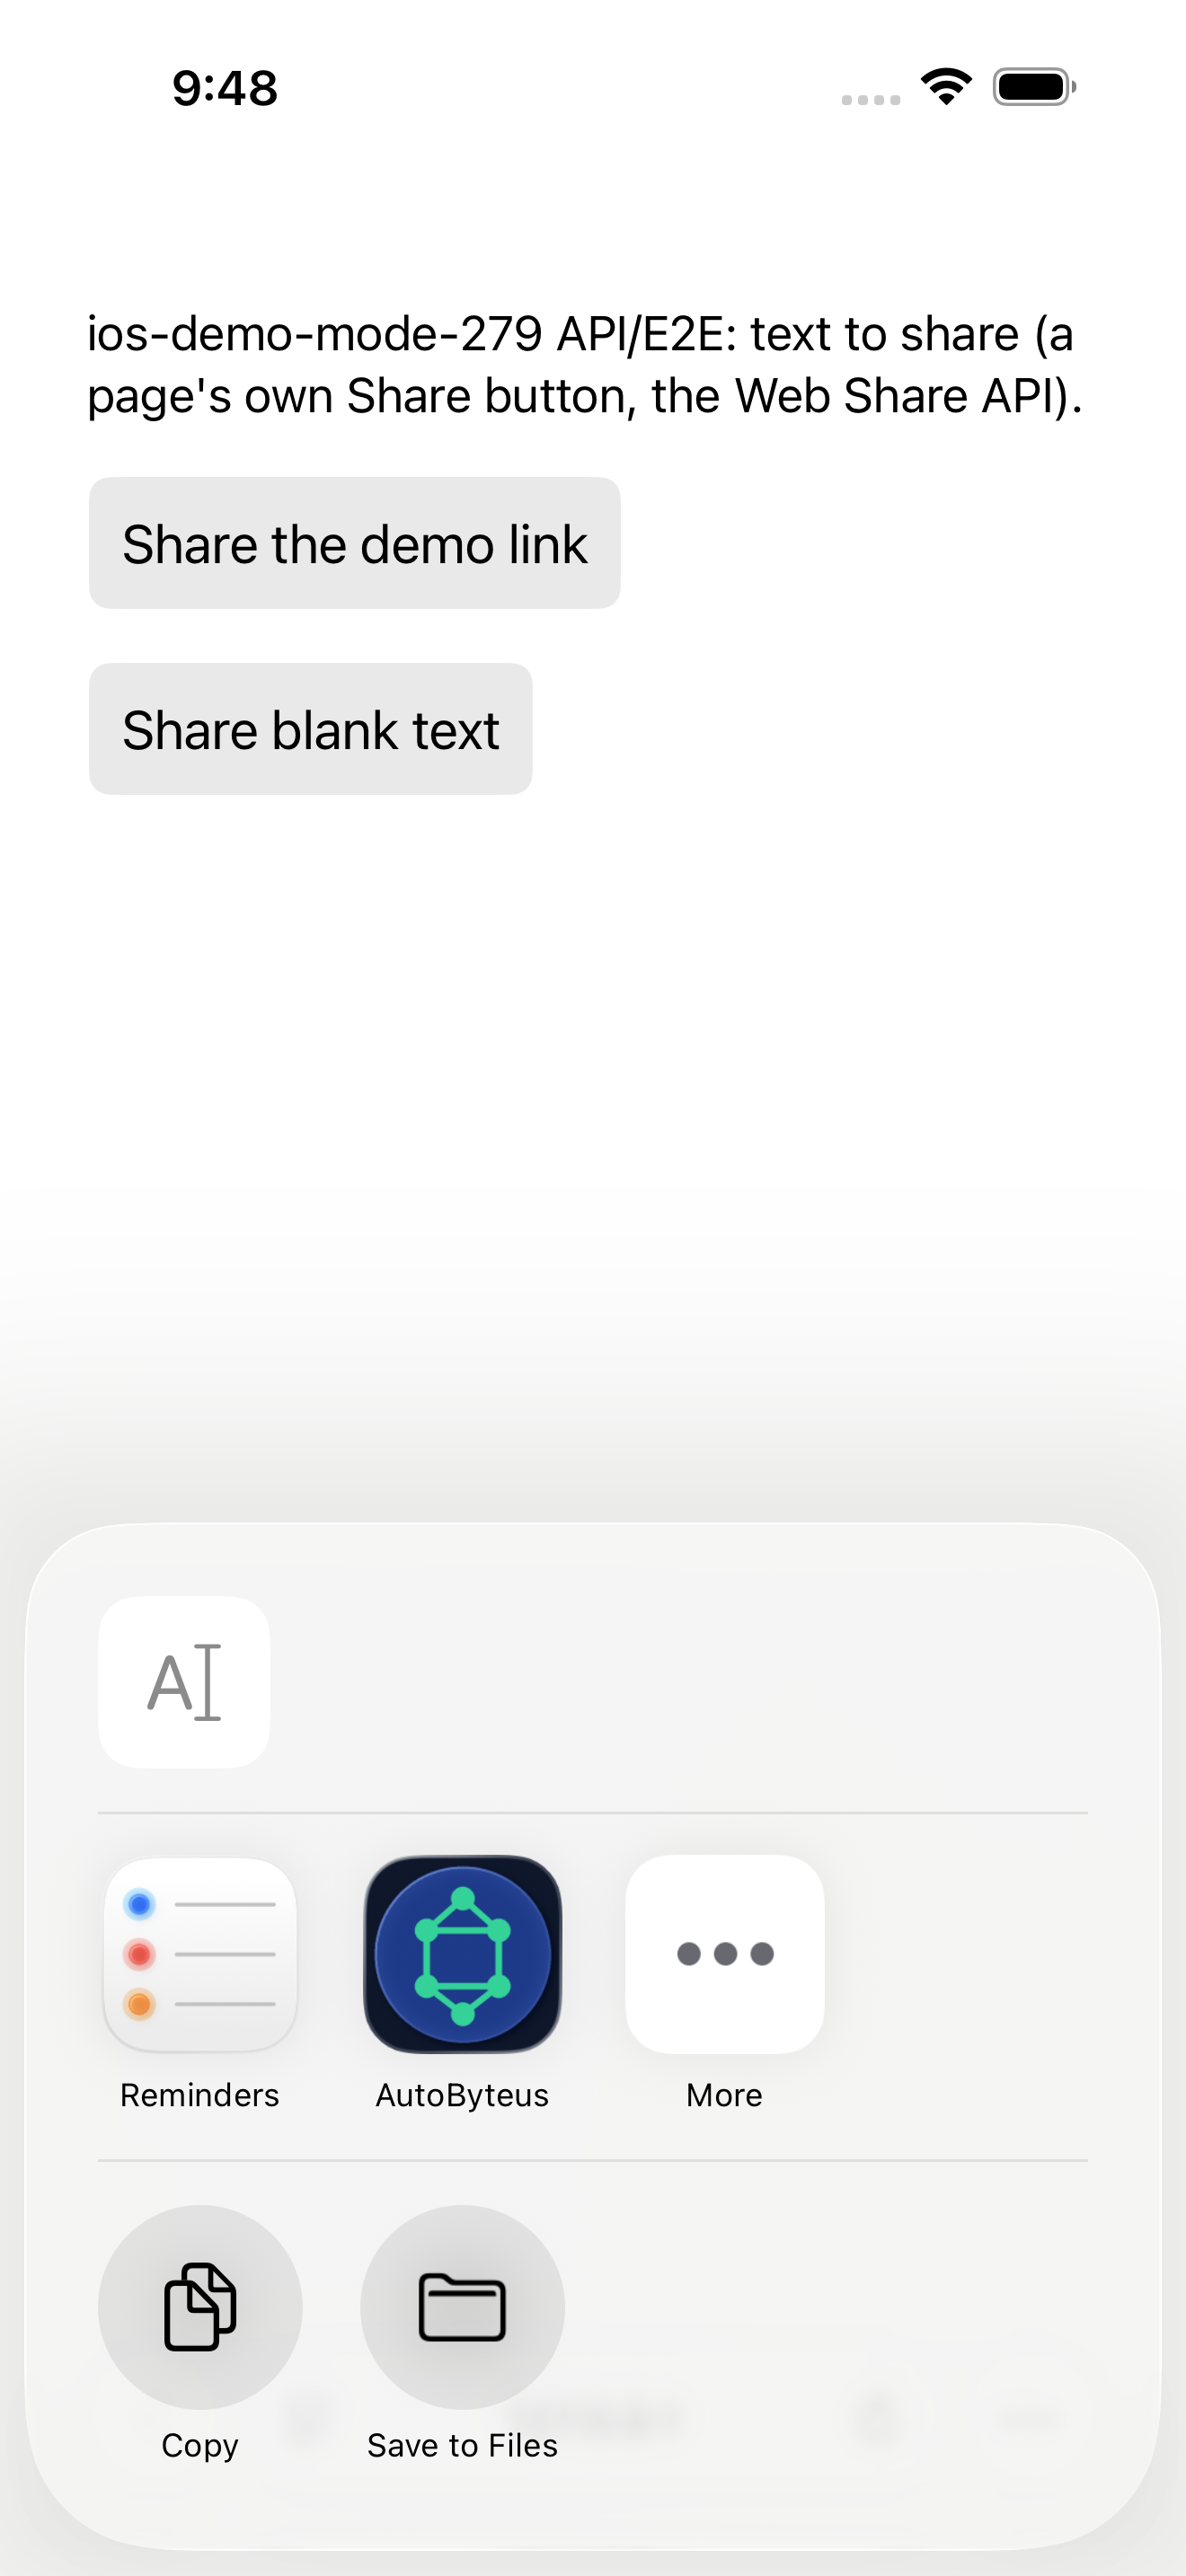 9:48
ios-demo-mode-279 API/E2E: text to share (a
page's own Share button, the Web Share API).
Share the demo link
Share blank text
Reminders
AutoByteus
More
Copy
Save to Files